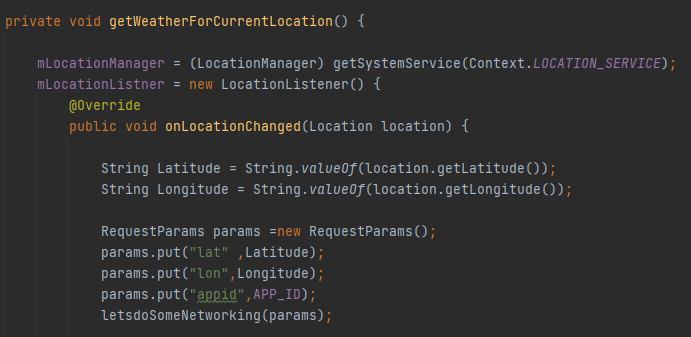 private void getWeatherForCurrentLocation() {
mLocationManager = (LocationManager) getSystemService(Context.LOCATION_SERVICE);
mLocationListner = new LocationListener() {
@Override
public void onLocationChanged(Location location) {
String Latitude = String.valueOf(location.getLatitude());
String Longitude = String.valueOf(location.getLongitude());
RequestParams params =new RequestParams();
params.put("lat" ,Latitude);
params.put("lon",Longitude);
params.put("appid",APP_ID);
letsdoSomeNetworking(params);